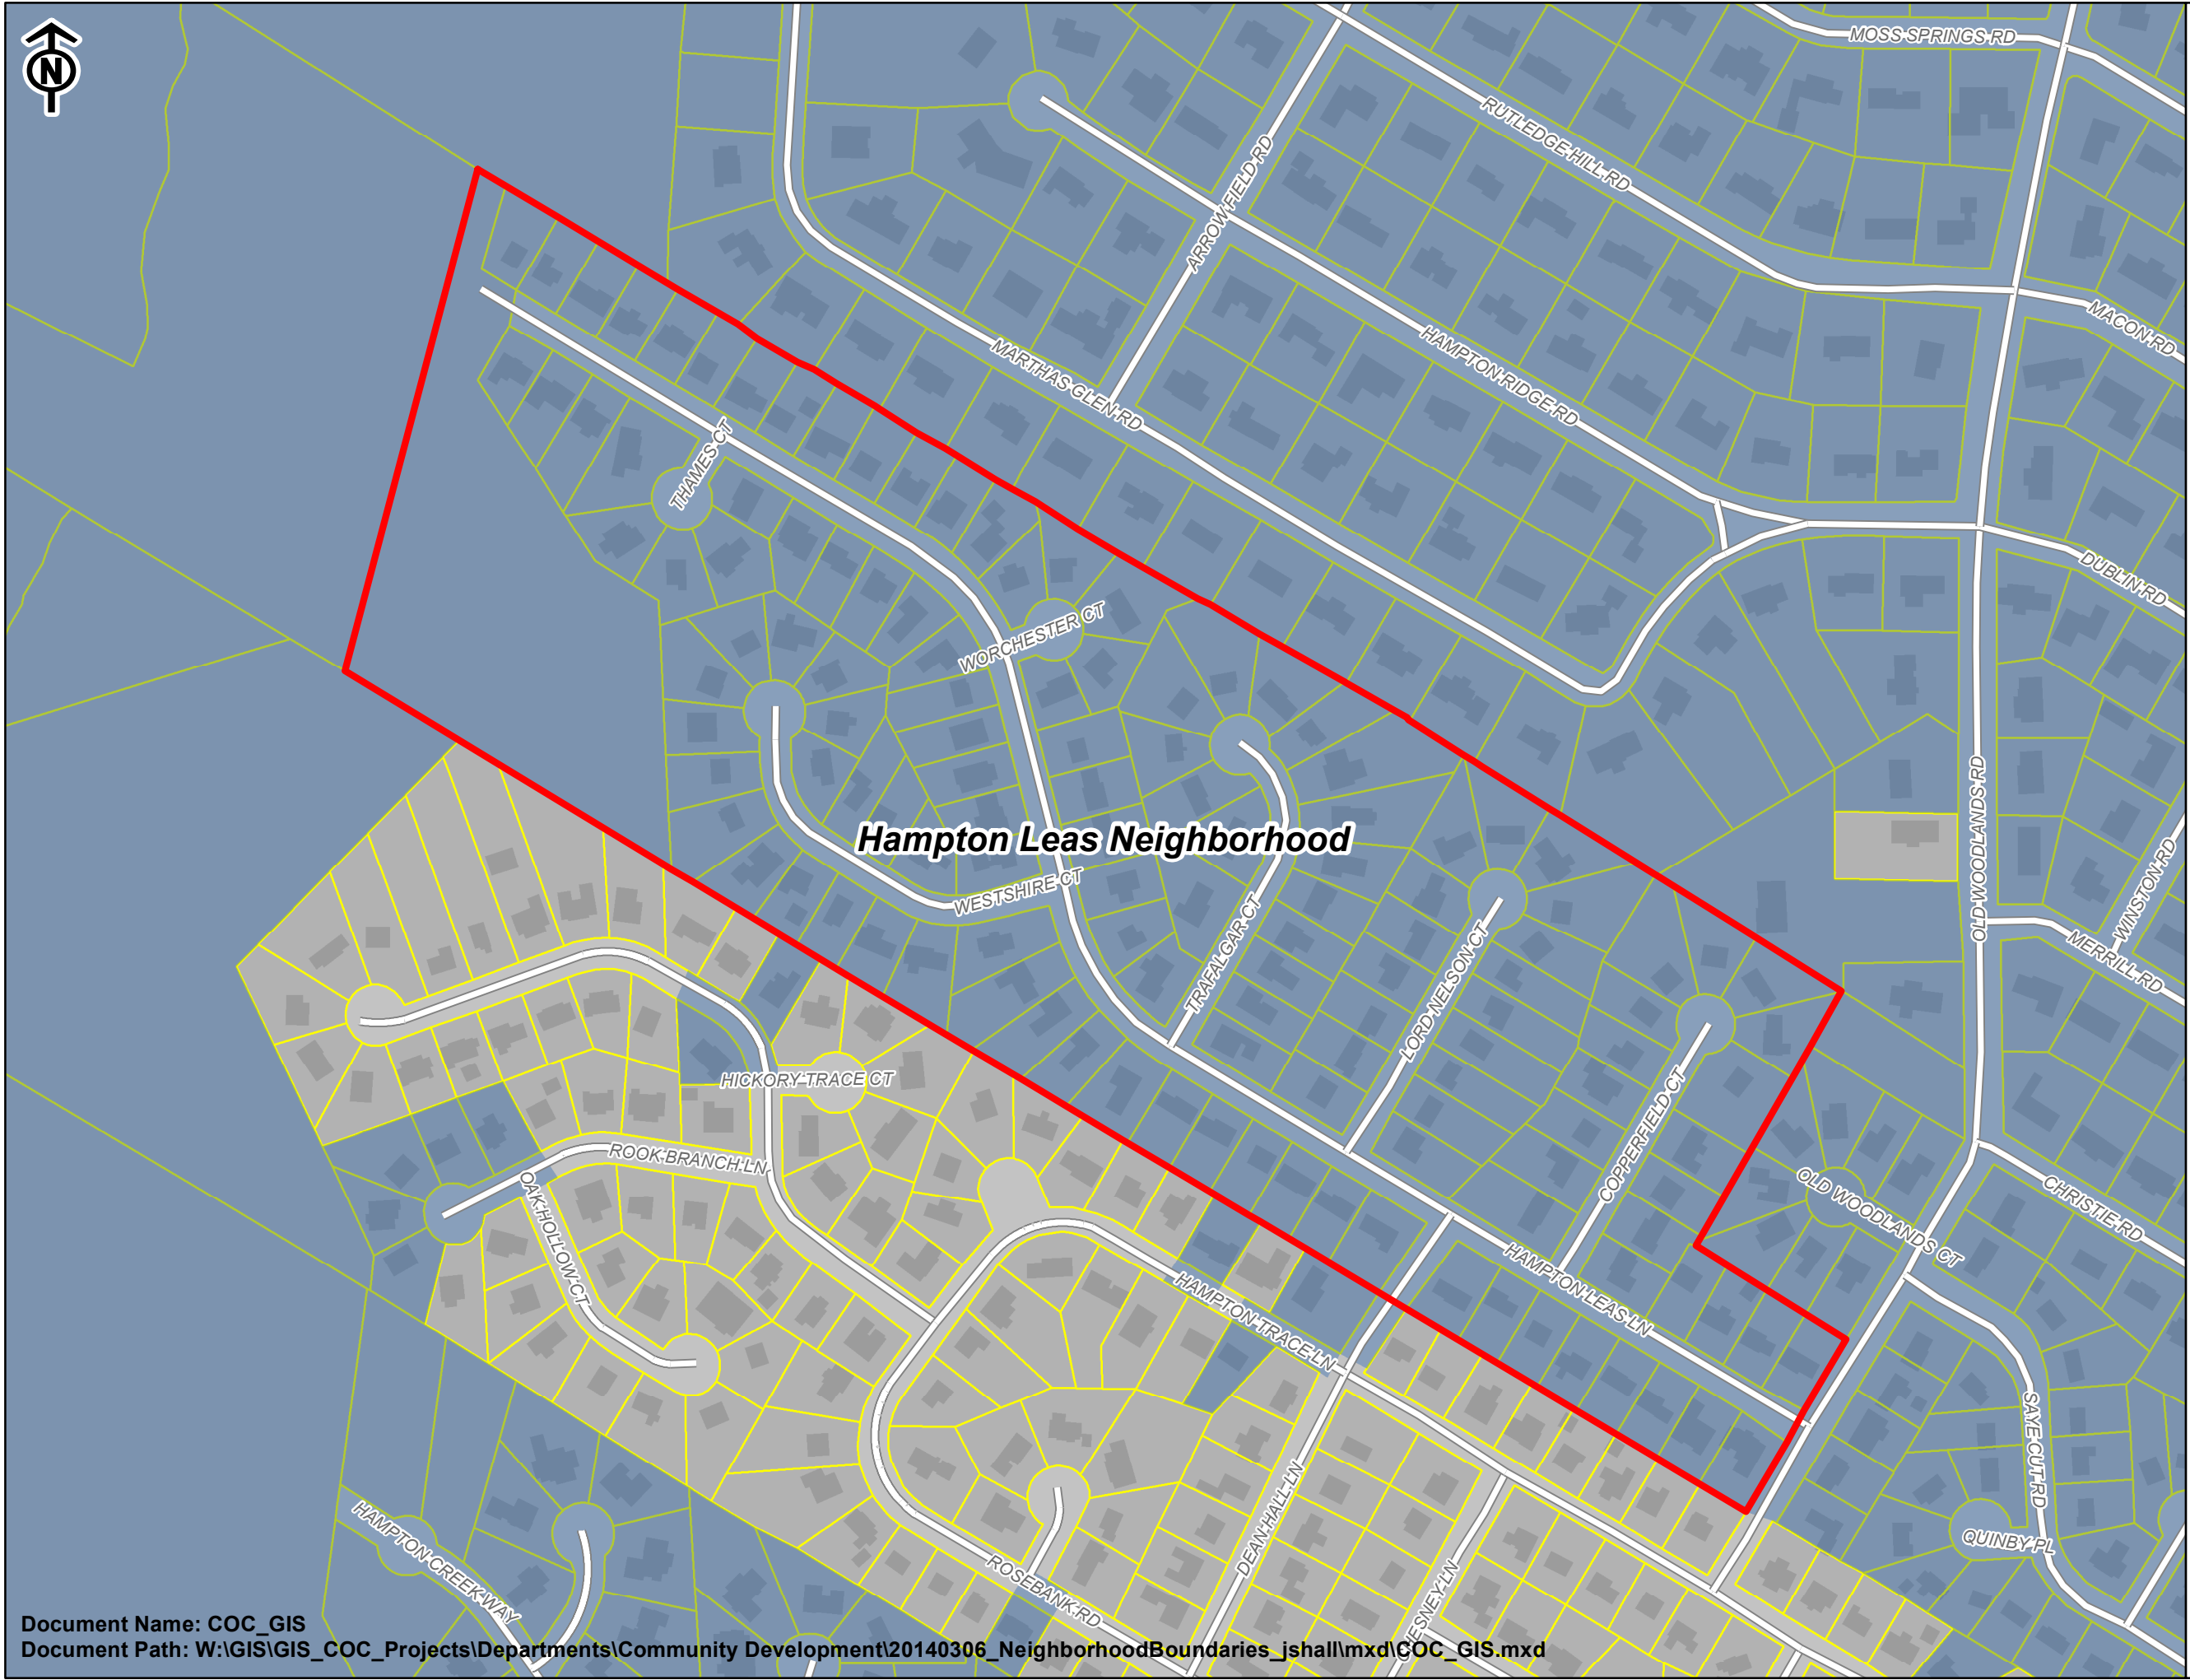 N
MOSS SPRINGS RD
RUTLEDGE HILL RD
ARROW FIELD RD
MACON RD
HAMPTON RIDGE RD
MARTHAS GLEN RD
THAMES CT
DUBLIN RD
WORCHESTER CT
Hampton Leas Neighborhood
OLD WOODLANDS RD
WINSTON RD
WESTSHIRE CT
TRAFALGAR CT
LORD NELSON CT
MERRILL RD
HICKORY TRACE CT
COPPERFIELD CT
ROOK BRANCH LN
OAK HOLLOW CT
OLD WOODLANDS CT
CHRISTIE RD
HAMPTON LEAS LN
HAMPTON TRACE LN
SAYE CUT RD
DEAN HALL LN
HAMPTON CREEK WAY
QUINBY PL
ROSEBANK RD
ESNEY LN
Document Name: COC_GIS
Document Path: W:\GIS\GIS_COC_Projects\Departments\Community Development\20140306_NeighborhoodBoundaries_jshall\mxd\COC_GIS.mxd